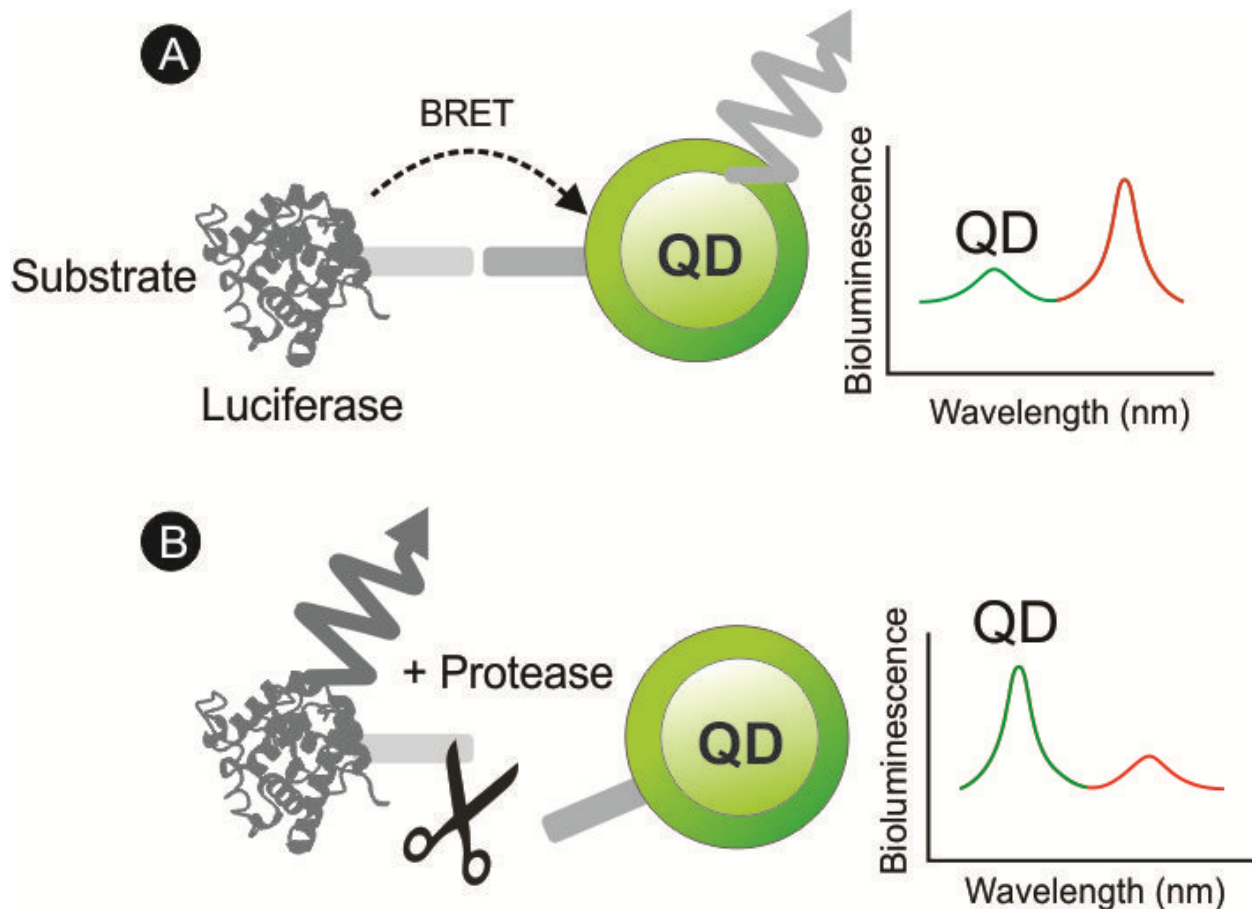 A
BRET
QD
Substrate
Luciferase
QD
Bioluminescence
Wavelength (nm)
B
+ Protease
QD
QD
Bioluminescence
Wavelength (nm)